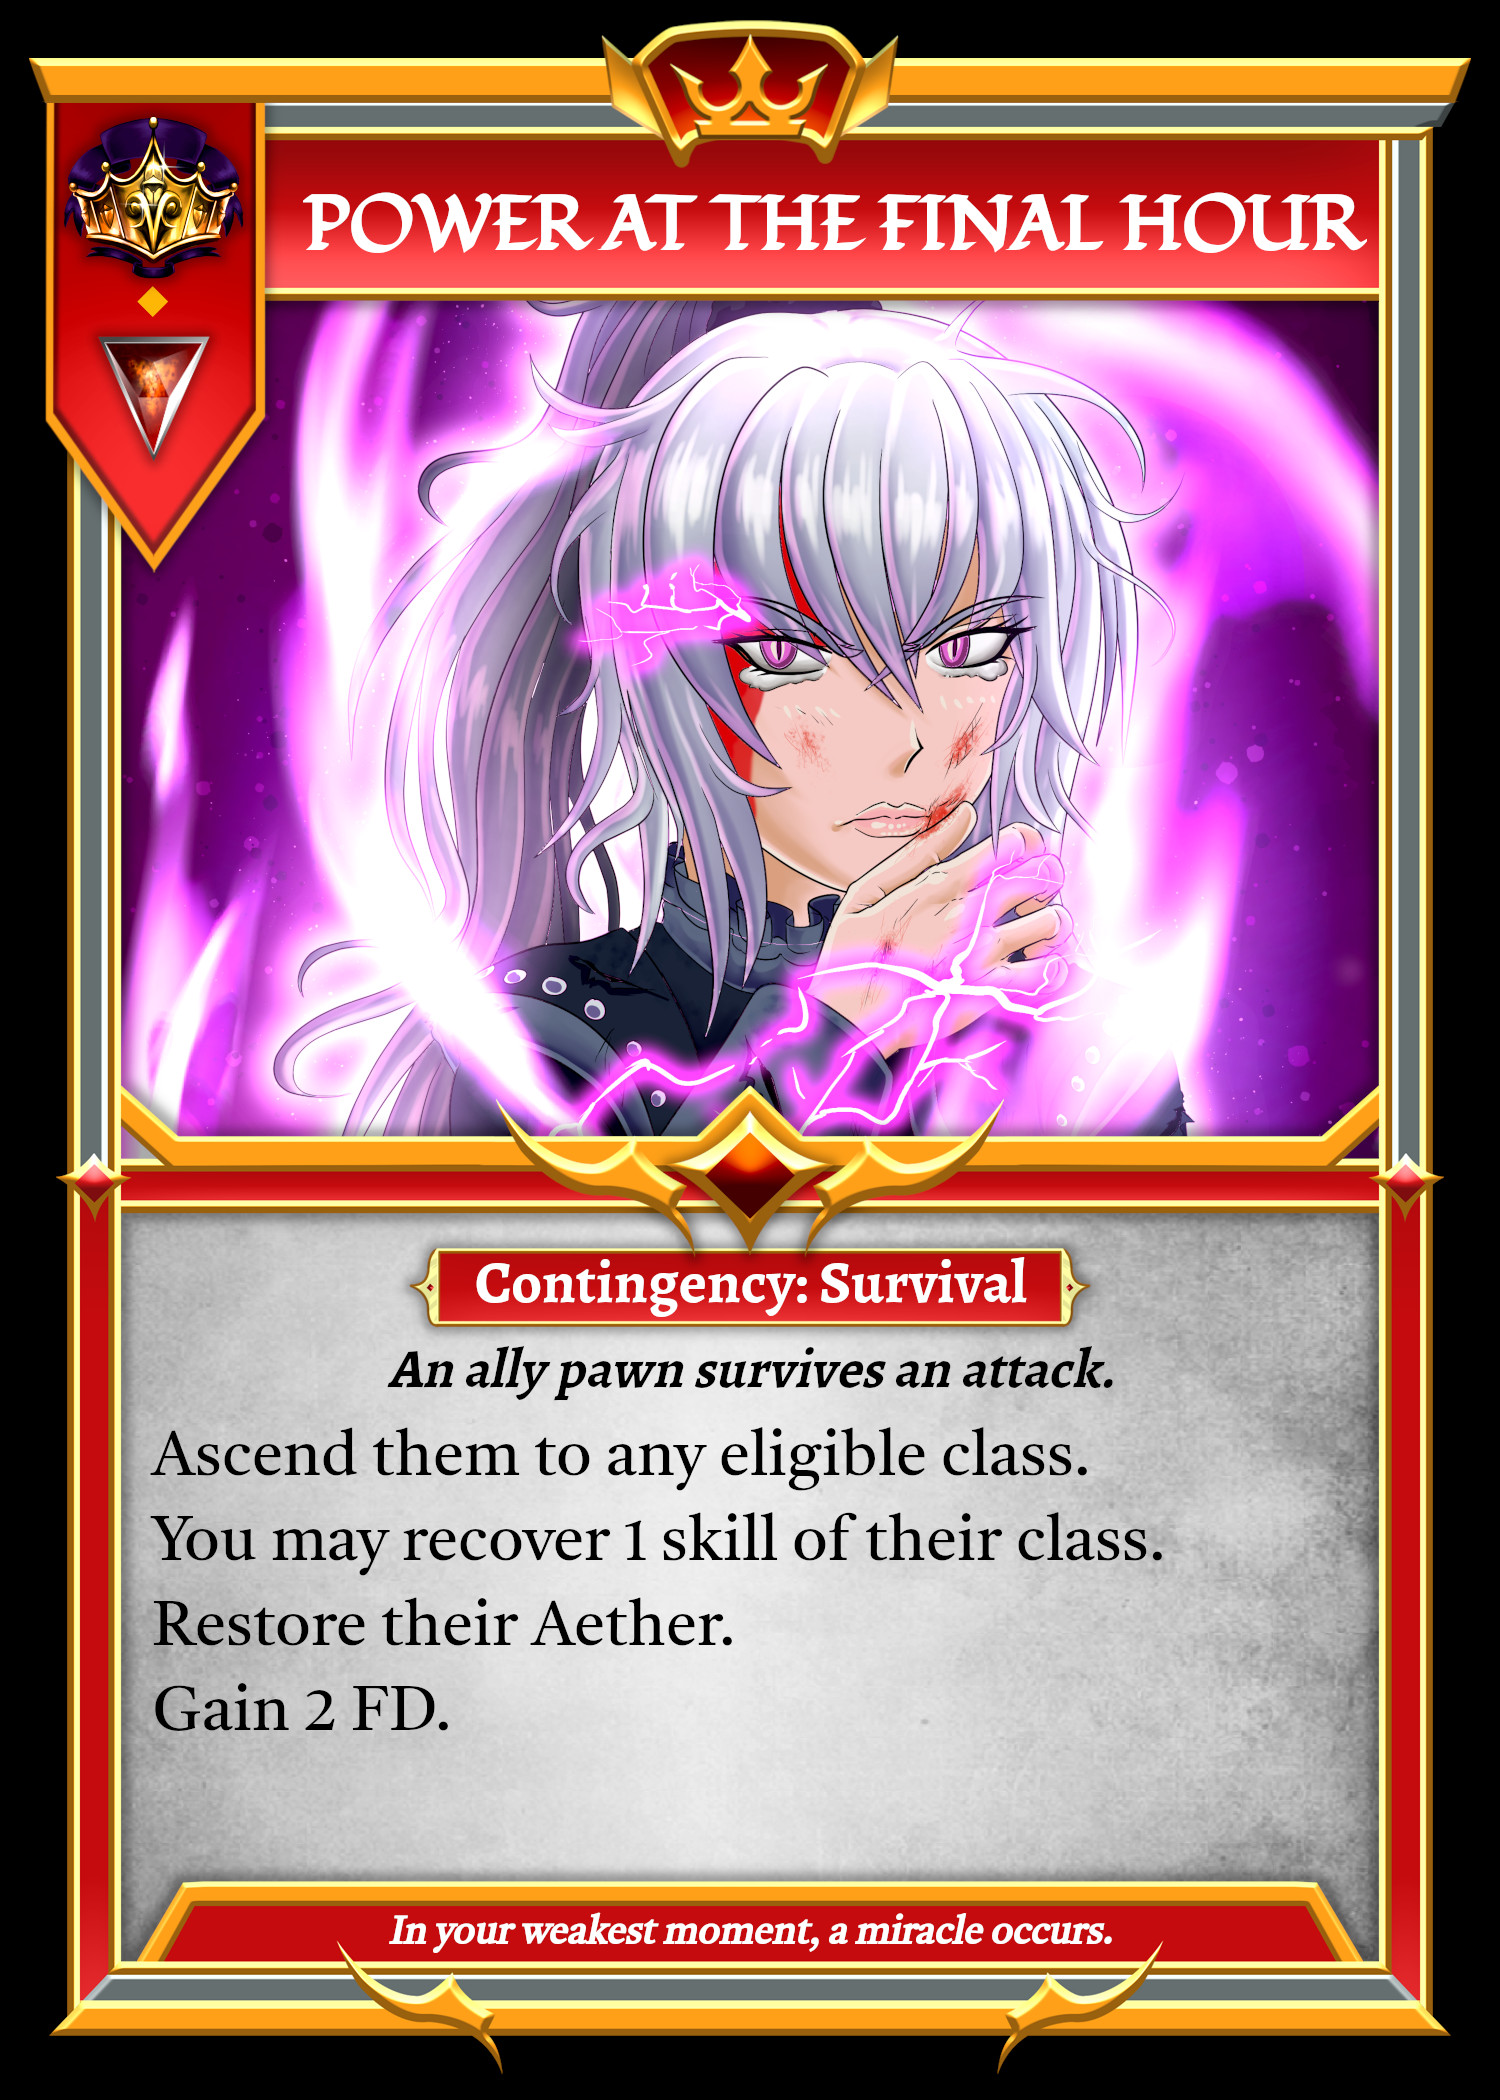 POWER AT THE FINAL HOUR
Contingency: Survival
An ally pawn survives an attack.
Ascend them to any eligible class.
You may recover 1 skill of their class.
Restore their Aether.
Gain 2 FD.
In your weakest moment, a miracle occurs.